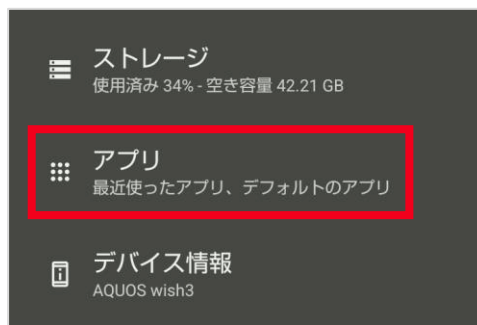 ストレージ
使用済み 34% - 空き容量 42.21 GB
アプリ
最近使ったアプリ、デフォルトのアプリ
デバイス情報
AQUOS wish3